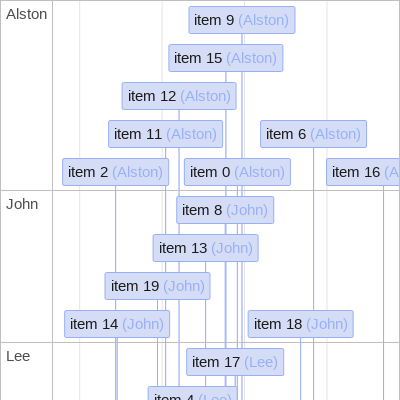 Alston
item 9 (Alston)
item 15 (Alston)
item 12 (Alston)
item 11 (Alston)
item 6 (Alston)
item 2 (Alston)
item 0 (Alston)
item 16 (A
John
item 8 (John)
item 13 (John)
item 19 (John)
item 14 (John)
item 18 (John)
Lee
item 17 (Lee)
item 4 (Lee)